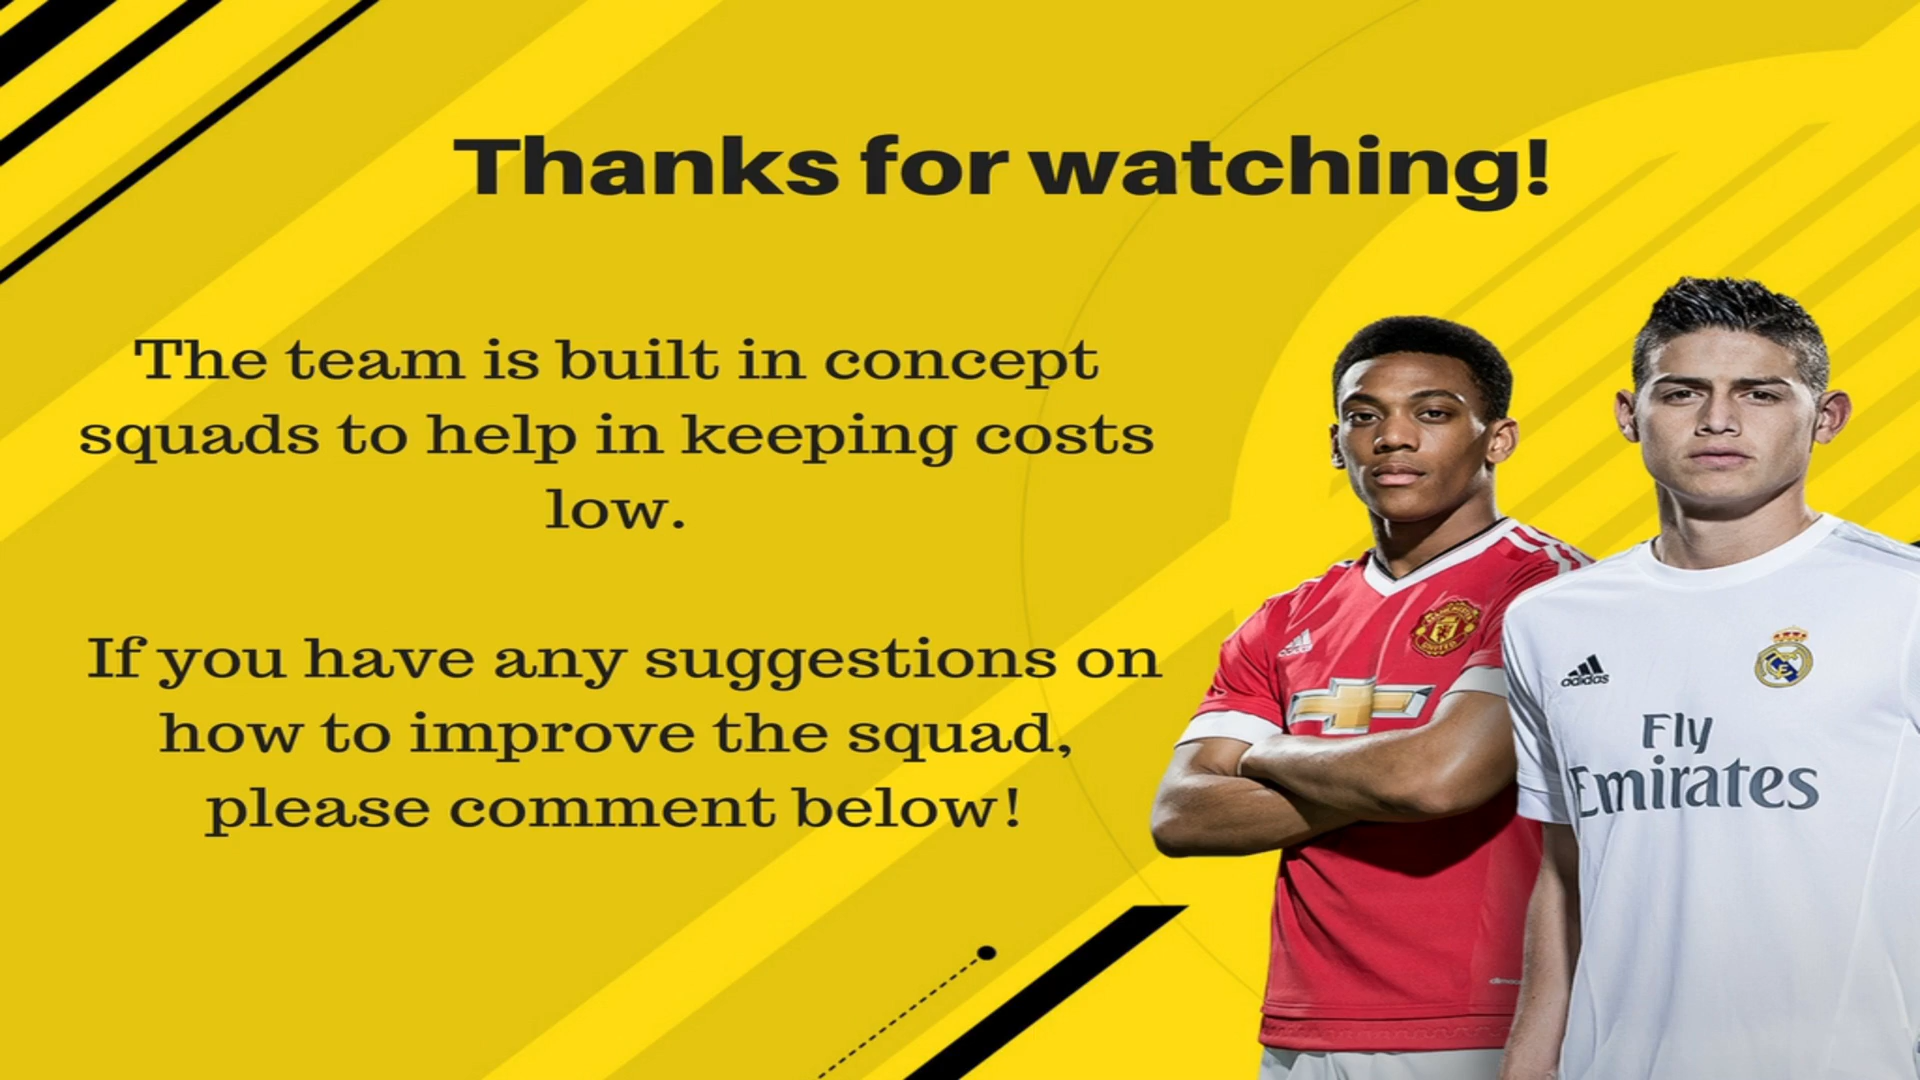 Thanks for watching!
The team is built in concept
squads to help in keeping costs
low.
If you have any suggestions on
how to improve the squad,
please comment below!
adidas
Fly
Emirates